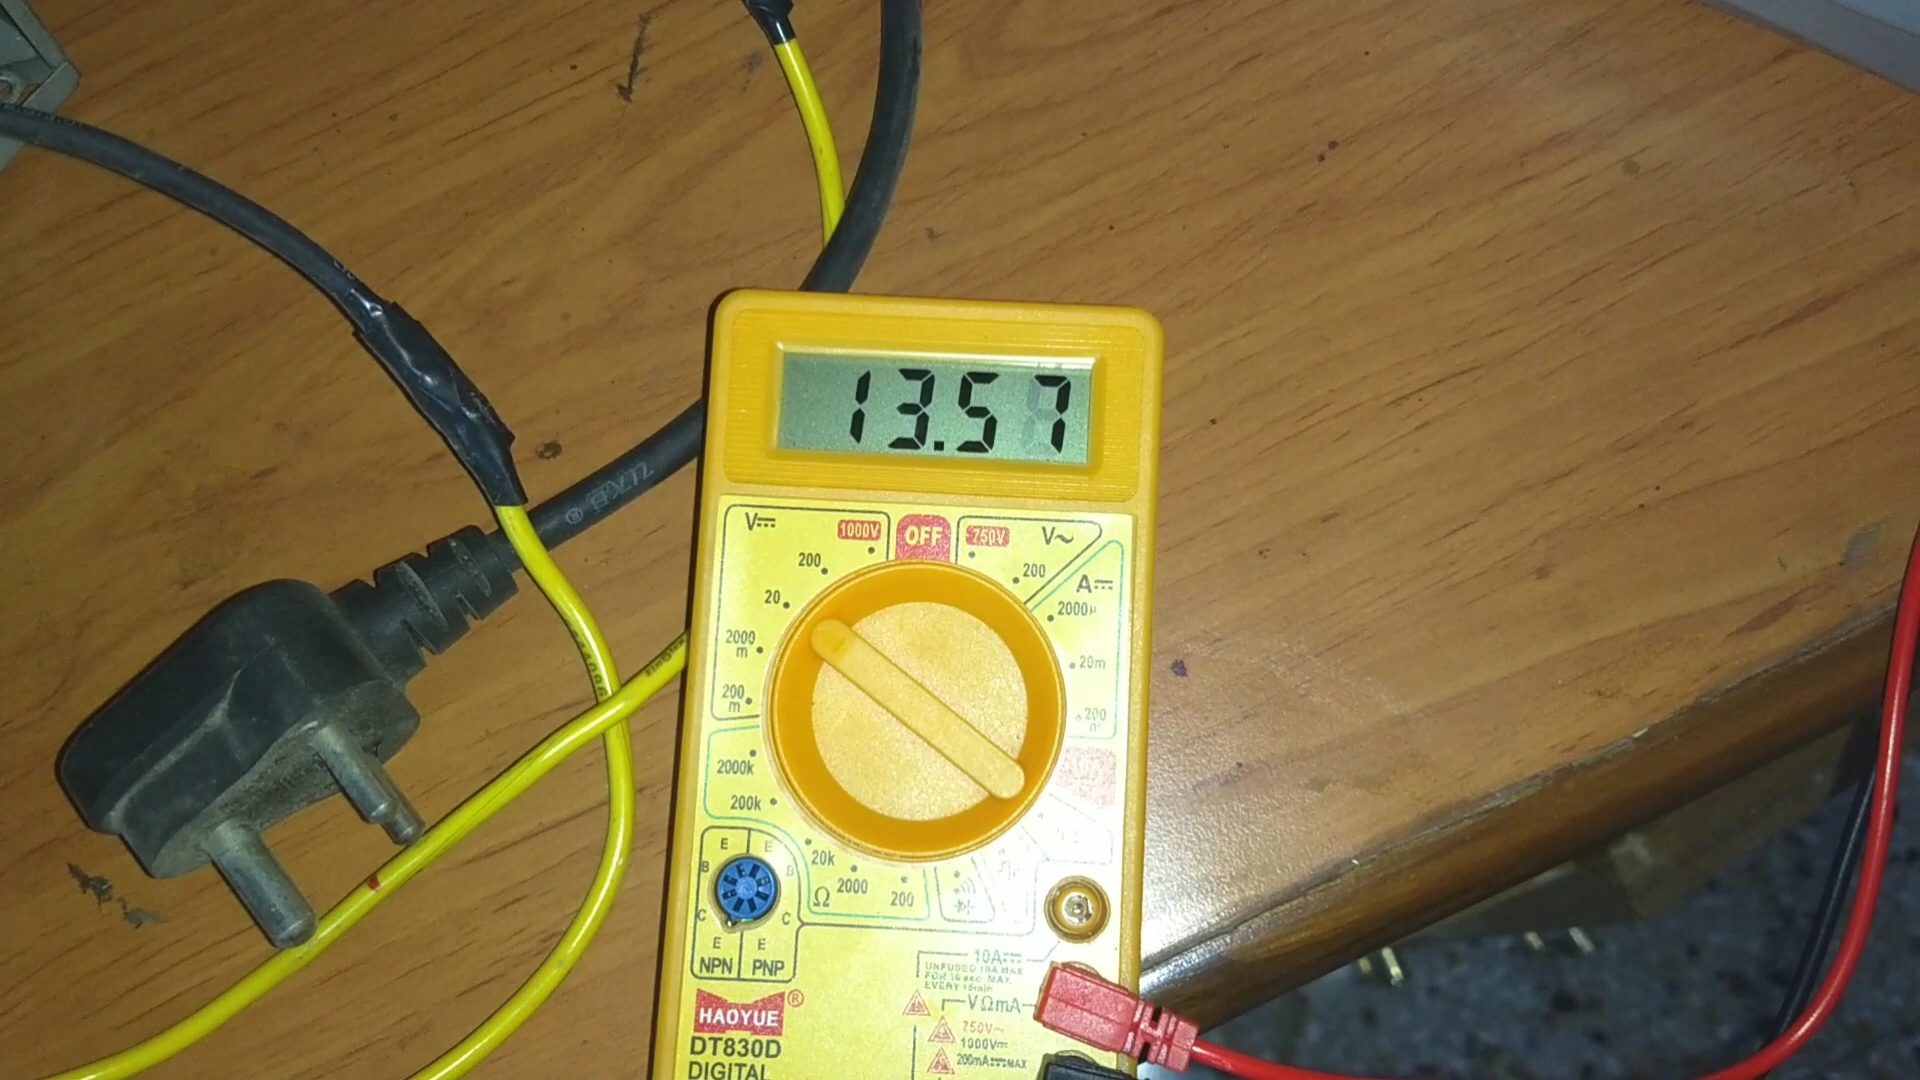 13.57
V⎓ 1000V OFF 750V V~
200 200 A⎓
20 2000µ
2000
m
20m
200
m
200
m
2000k
200k
20k
Ω 2000 200
E E
B B
C C
E E
NPN PNP
10A⎓
UNFUSED 10A MAX
FOR 10 sec MAX
EVERY 15min
VΩmA
HAOYUE ®
750V~
1000V⎓
200mA⎓MAX
DT830D
DIGITAL